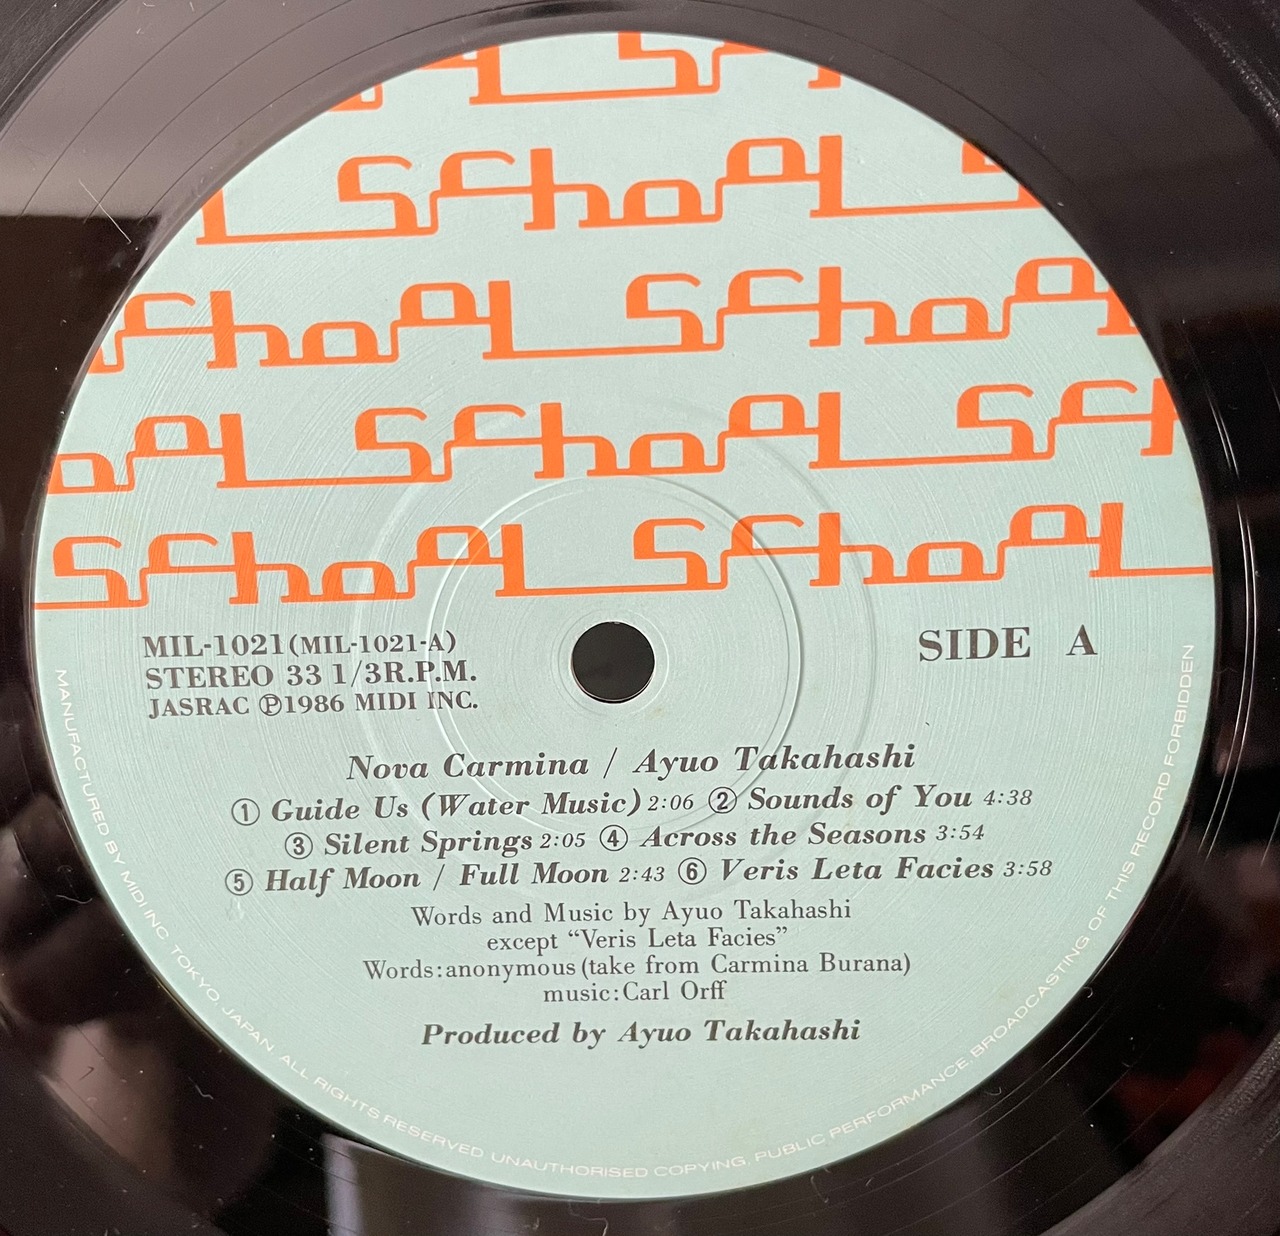 School
School School
School School
School School
MIL-1021(MIL-1021-A)
STEREO 33 1/3R.P.M.
JASRAC ℗1986 MIDI INC.
SIDE A
Nova Carmina / Ayuo Takahashi
① Guide Us (Water Music) 2:06 ② Sounds of You 4:38
③ Silent Springs 2:05 ④ Across the Seasons 3:54
⑤ Half Moon / Full Moon 2:43 ⑥ Veris Leta Facies 3:58
Words and Music by Ayuo Takahashi
except “Veris Leta Facies”
Words:anonymous (take from Carmina Burana)
music:Carl Orff
Produced by Ayuo Takahashi
MANUFACTURED BY MIDI INC. TOKYO, JAPAN ALL RIGHTS RESERVED UNAUTHORISED COPYING, PUBLIC PERFORMANCE, BROADCASTING OF THIS RECORD FORBIDDEN